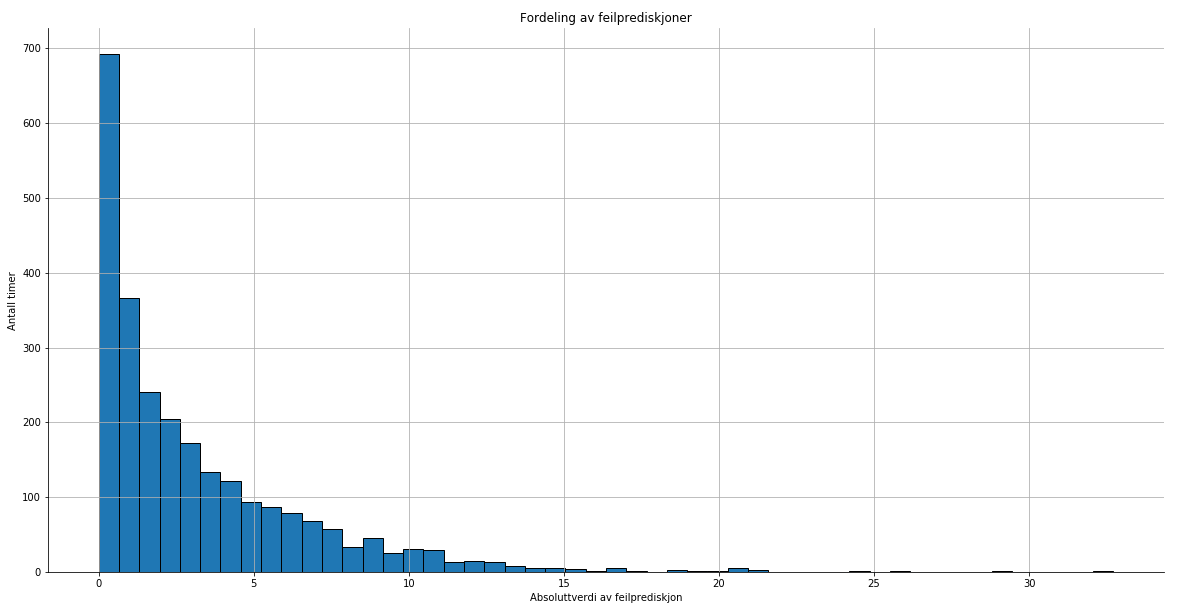 Fordeling av feilprediskjoner
Antall timer
700
600
500
400
300
200
100
0
0 5 10 15 20 25 30
Absoluttverdi av feilprediskjon